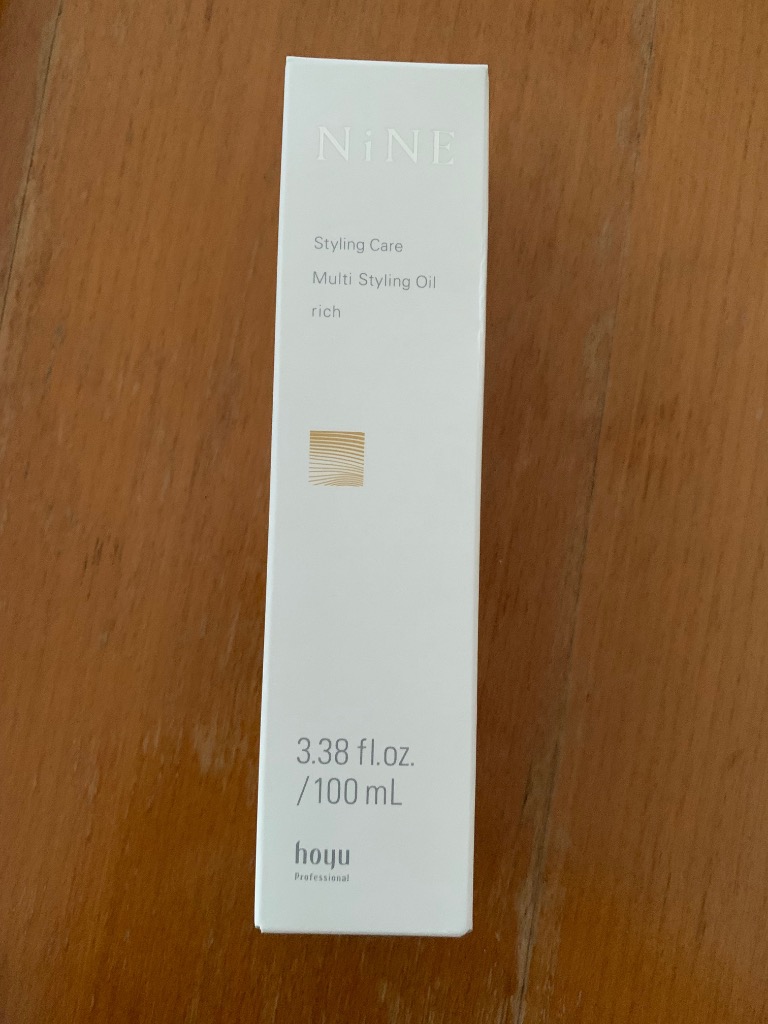 NiNE
Styling Care
Multi Styling Oil
rich
3.38 fl.oz.
/100 mL
hoyu
Professional